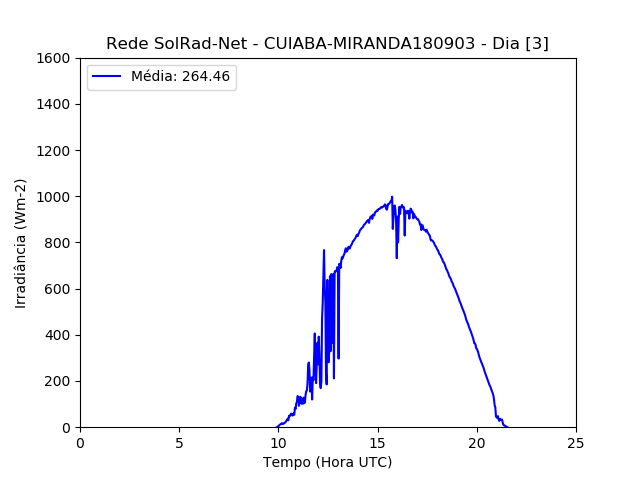 Rede SolRad-Net - CUIABA-MIRANDA180903 - Dia [3]
Média: 264.46
Irradiância (Wm-2)
1600
1400
1200
1000
800
600
400
200
0
0 5 10 15 20 25
Tempo (Hora UTC)